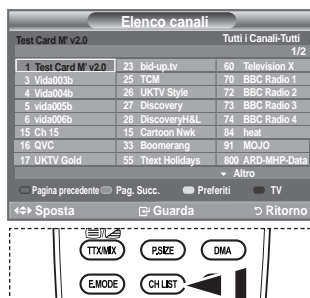 Elenco canali
Test Card M' v2.0 Tutti i Canali-Tutti
1/2
1 Test Card M' v2.0 23 bid-up.tv 60 Television X
3 Vida003b 25 TCM 70 BBC Radio 1
4 Vida004b 26 UKTV Style 72 BBC Radio 2
5 vida005b 27 Discovery 73 BBC Radio 3
6 vida006b 28 DiscoveryH&L 74 BBC Radio 4
15 Ch 15 15 Cartoon Nwk 84 heat
16 QVC 33 Boomerang 91 MOJO
17 UKTV Gold 55 Ttext Holidays 800 ARD-MHP-Data
Altro
Pagina precedente Pag. Succ. Preferiti TV
Sposta Guarda Ritorno
TTX/MIX P.SIZE DMA
E.MODE CH LIST